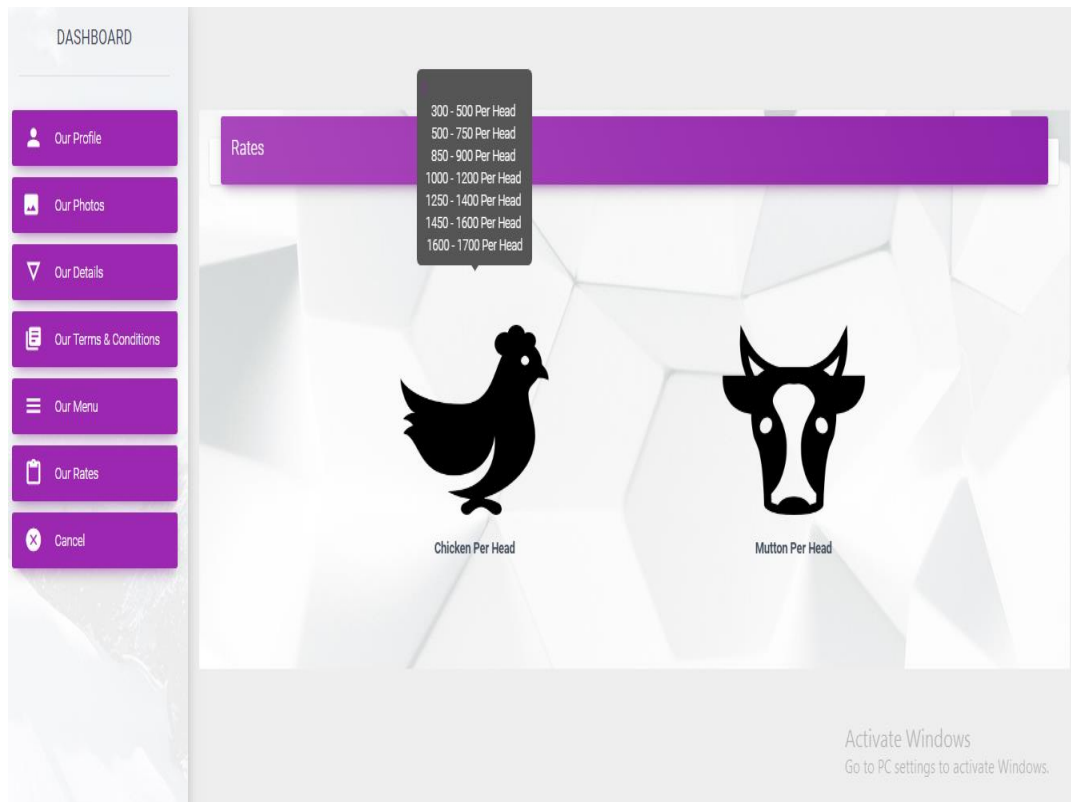 DASHBOARD
Our Profile
Our Photos
Our Details
Our Terms & Conditions
Our Menu
Our Rates
Cancel
Rates
300 - 500 Per Head
500 - 750 Per Head
850 - 900 Per Head
1000 - 1200 Per Head
1250 - 1400 Per Head
1450 - 1600 Per Head
1600 - 1700 Per Head
Chicken Per Head
Mutton Per Head
Activate Windows
Go to PC settings to activate Windows.